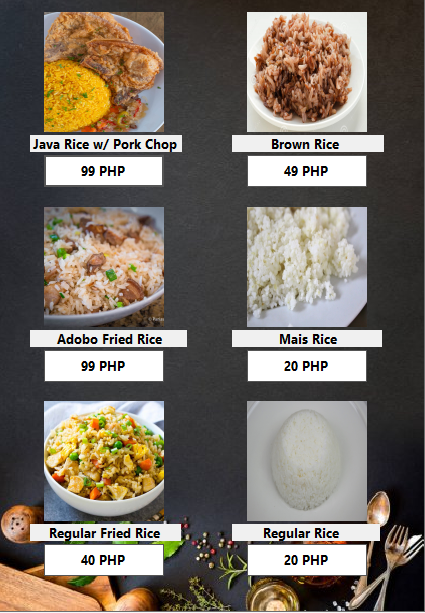 Java Rice w/ Pork Chop
99 PHP
Brown Rice
49 PHP
Adobo Fried Rice
99 PHP
Mais Rice
20 PHP
Regular Fried Rice
40 PHP
Regular Rice
20 PHP